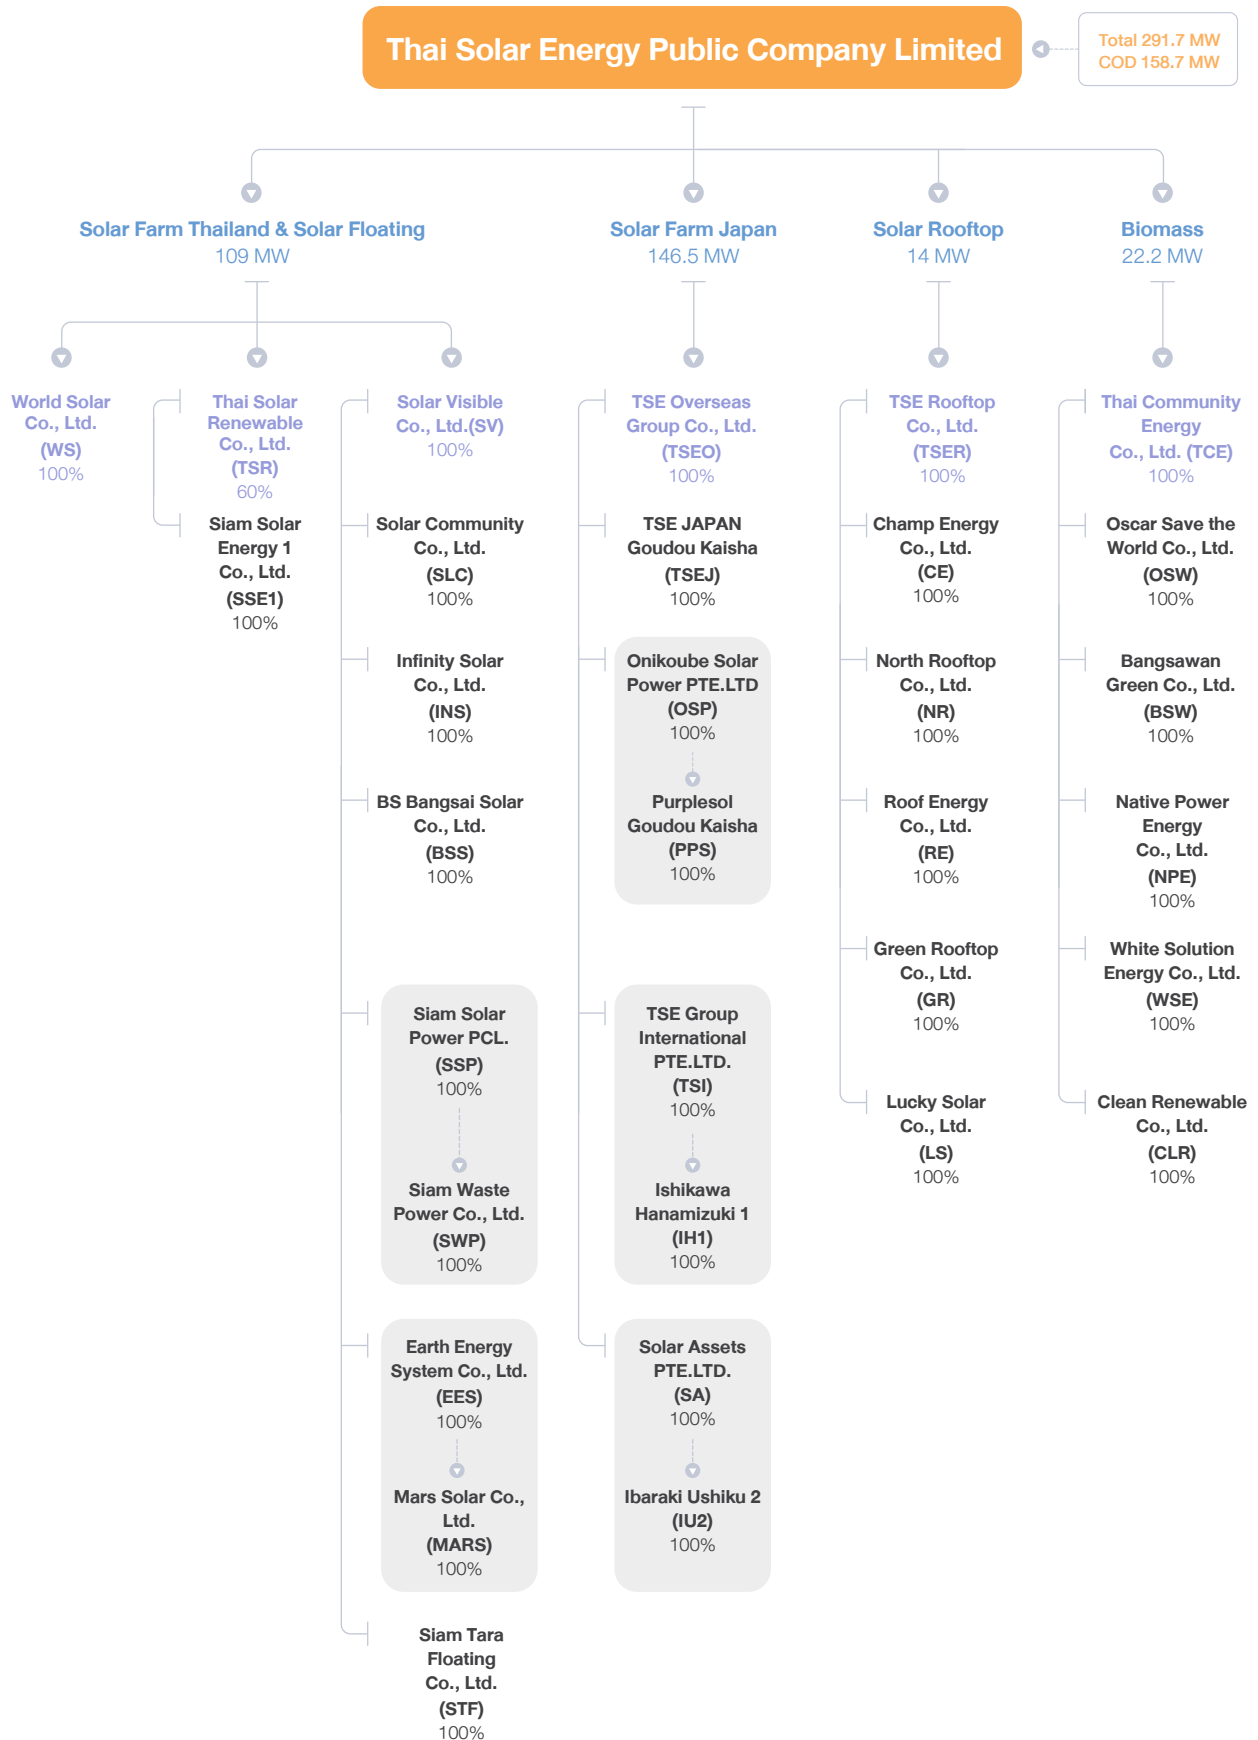 Thai Solar Energy Public Company Limited
Total 291.7 MW
COD 158.7 MW
Solar Farm Thailand & Solar Floating
109 MW
Solar Farm Japan
146.5 MW
Solar Rooftop
14 MW
Biomass
22.2 MW
World Solar
Co., Ltd.
(WS)
100%
Thai Solar
Renewable
Co., Ltd.
(TSR)
60%
Siam Solar
Energy 1
Co., Ltd.
(SSE1)
100%
Solar Visible
Co., Ltd.(SV)
100%
Solar Community
Co., Ltd.
(SLC)
100%
Infinity Solar
Co., Ltd.
(INS)
100%
BS Bangsai Solar
Co., Ltd.
(BSS)
100%
Siam Solar
Power PCL.
(SSP)
100%
Siam Waste
Power Co., Ltd.
(SWP)
100%
Earth Energy
System Co., Ltd.
(EES)
100%
Mars Solar Co.,
Ltd.
(MARS)
100%
Siam Tara
Floating
Co., Ltd.
(STF)
100%
TSE Overseas
Group Co., Ltd.
(TSEO)
100%
TSE JAPAN
Goudou Kaisha
(TSEJ)
100%
Onikoube Solar
Power PTE.LTD
(OSP)
100%
Purplesol
Goudou Kaisha
(PPS)
100%
TSE Group
International
PTE.LTD.
(TSI)
100%
Ishikawa
Hanamizuki 1
(IH1)
100%
Solar Assets
PTE.LTD.
(SA)
100%
Ibaraki Ushiku 2
(IU2)
100%
TSE Rooftop
Co., Ltd.
(TSER)
100%
Champ Energy
Co., Ltd.
(CE)
100%
North Rooftop
Co., Ltd.
(NR)
100%
Roof Energy
Co., Ltd.
(RE)
100%
Green Rooftop
Co., Ltd.
(GR)
100%
Lucky Solar
Co., Ltd.
(LS)
100%
Thai Community
Energy
Co., Ltd. (TCE)
100%
Oscar Save the
World Co., Ltd.
(OSW)
100%
Bangsawan
Green Co., Ltd.
(BSW)
100%
Native Power
Energy
Co., Ltd.
(NPE)
100%
White Solution
Energy Co., Ltd.
(WSE)
100%
Clean Renewable
Co., Ltd.
(CLR)
100%